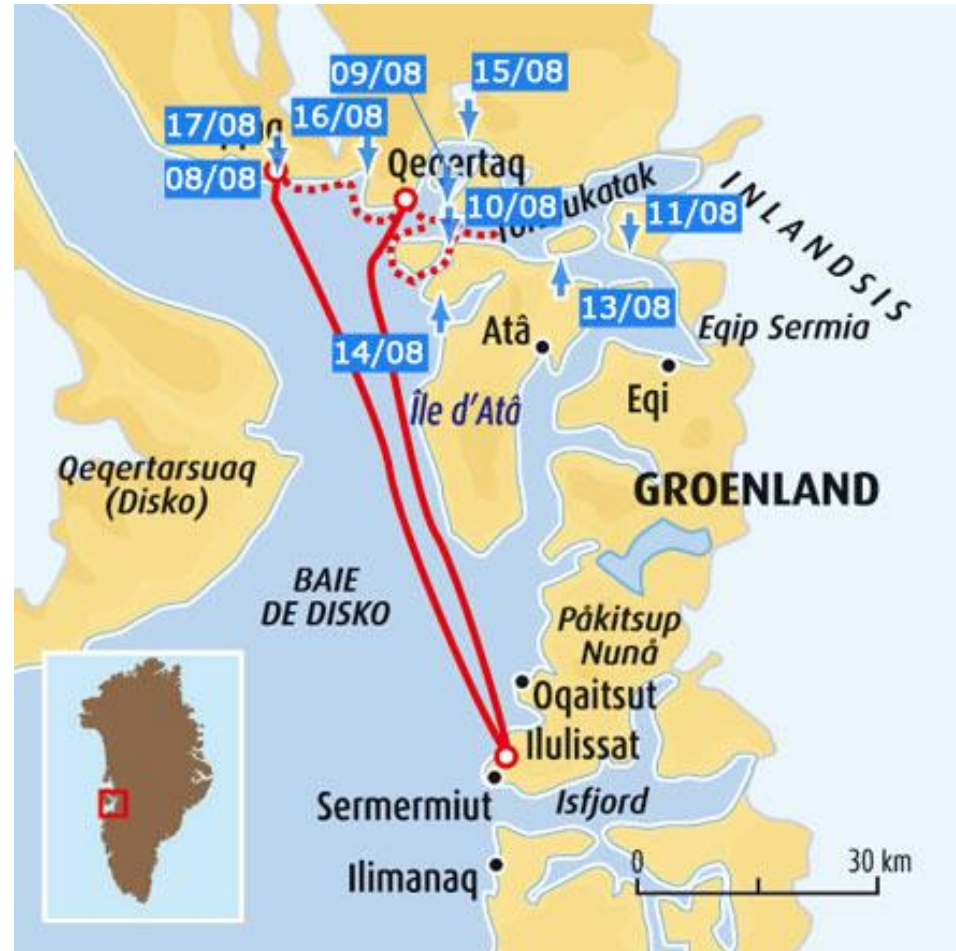 09/08
15/08
17/08
16/08
08/08
Qeqertaq
10/08
11/08
INLANDSIS
13/08
Eqip Sermia
Atâ
14/08
Eqi
Île d'Atâ
Qeqertarsuaq
(Disko)
GROENLAND
BAIE
DE DISKO
Påkitsup
Nunå
Oqaitsut
Ilulissat
Sermermiut
Isfjord
0
30 km
Ilimanaq